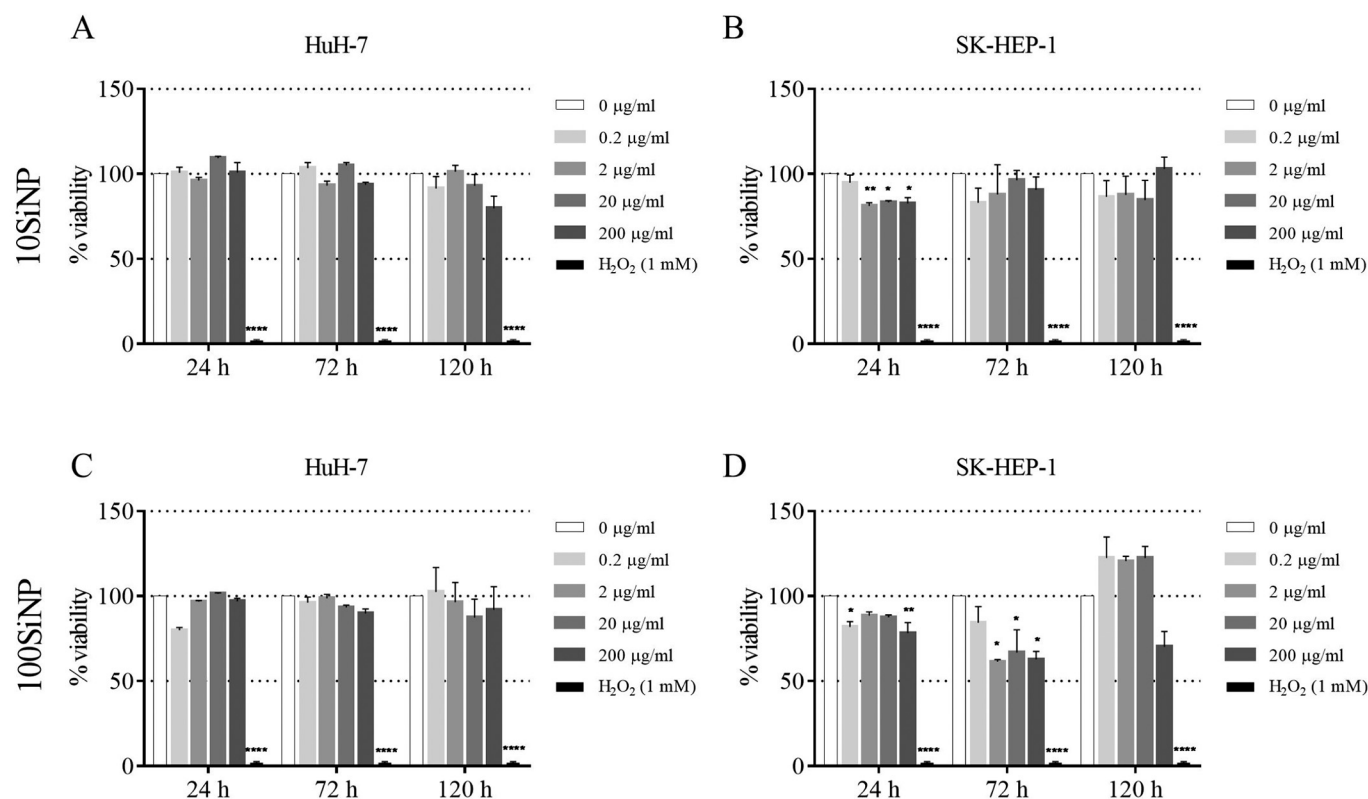 A
HuH-7
10SiNP
% viability
150
100
50
0
**** **** ****
24 h 72 h 120 h
0 µg/ml
0.2 µg/ml
2 µg/ml
20 µg/ml
200 µg/ml
H₂O₂ (1 mM)
B
SK-HEP-1
% viability
150
100
50
0
** * *
**** **** ****
24 h 72 h 120 h
0 µg/ml
0.2 µg/ml
2 µg/ml
20 µg/ml
200 µg/ml
H₂O₂ (1 mM)
C
HuH-7
100SiNP
% viability
150
100
50
0
**** **** ****
24 h 72 h 120 h
0 µg/ml
0.2 µg/ml
2 µg/ml
20 µg/ml
200 µg/ml
H₂O₂ (1 mM)
D
SK-HEP-1
% viability
150
100
50
0
* ** * * *
**** **** ****
24 h 72 h 120 h
0 µg/ml
0.2 µg/ml
2 µg/ml
20 µg/ml
200 µg/ml
H₂O₂ (1 mM)